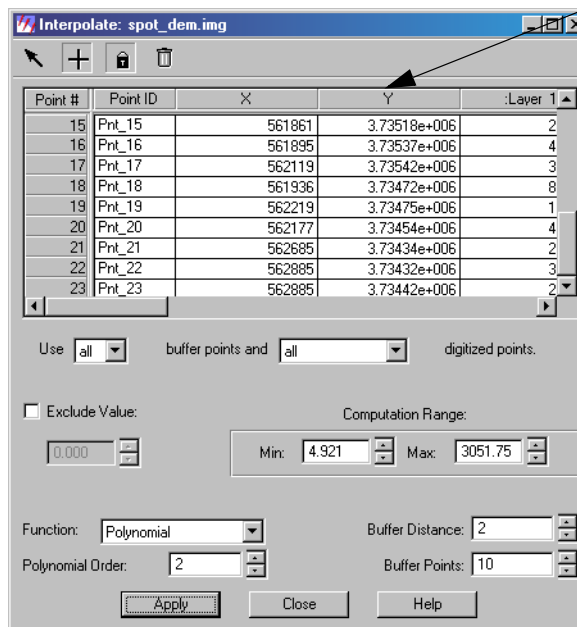 Interpolate: spot_dem.img
Point # Point ID X Y :Layer 1
15 Pnt_15 561861 3.73518e+006 2
16 Pnt_16 561895 3.73537e+006 4
17 Pnt_17 562119 3.73542e+006 3
18 Pnt_18 561936 3.73472e+006 8
19 Pnt_19 562219 3.73475e+006 1
20 Pnt_20 562177 3.73454e+006 4
21 Pnt_21 562685 3.73434e+006 2
22 Pnt_22 562885 3.73432e+006 3
23 Pnt_23 562885 3.73442e+006 2
Use all buffer points and all digitized points.
Exclude Value: Computation Range:
0.000 Min: 4.921 Max: 3051.75
Function: Polynomial Buffer Distance: 2
Polynomial Order: 2 Buffer Points: 10
Apply Close Help